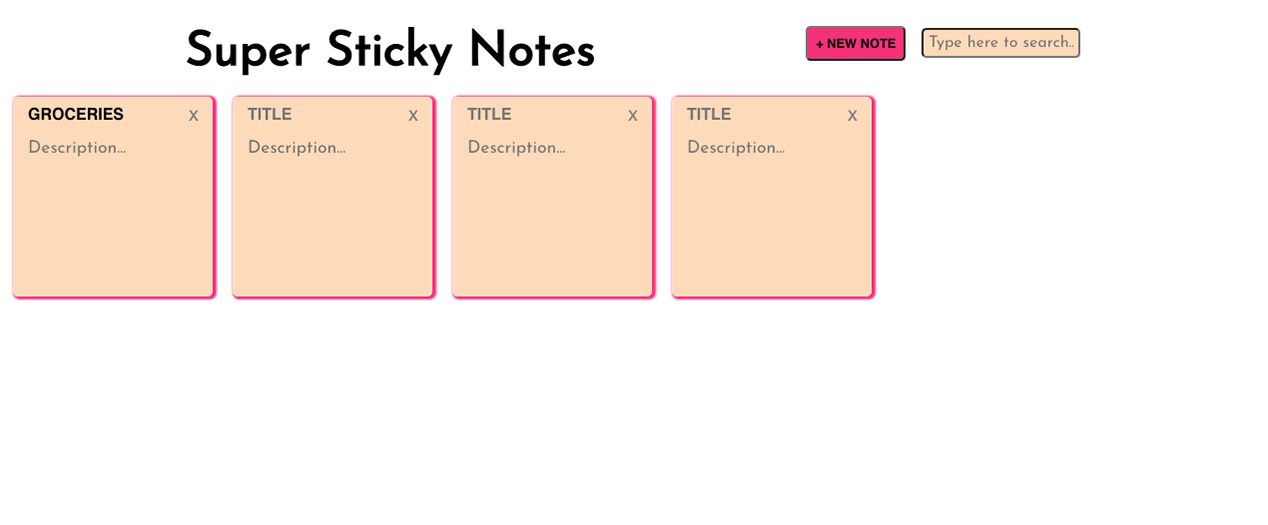 Super Sticky Notes
+ NEW NOTE
Type here to search..
GROCERIES x
Description...
TITLE x
Description...
TITLE x
Description...
TITLE x
Description...